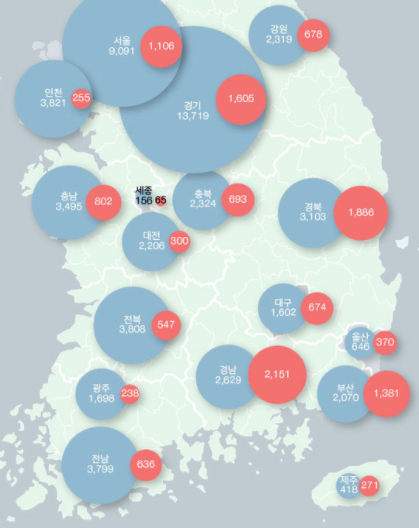 서울
9,091
1,106
강원
2,319
678
인천
3,821
255
경기
13,719
1,605
충남
3,495
802
세종
156 65
충북
2,324
693
경북
3,103
1,886
대전
2,206
300
대구
1,602
674
전북
3,808
547
울산
646
370
경남
2,629
2,151
광주
1,698
238
부산
2,070
1,381
전남
3,799
636
제주
418
271